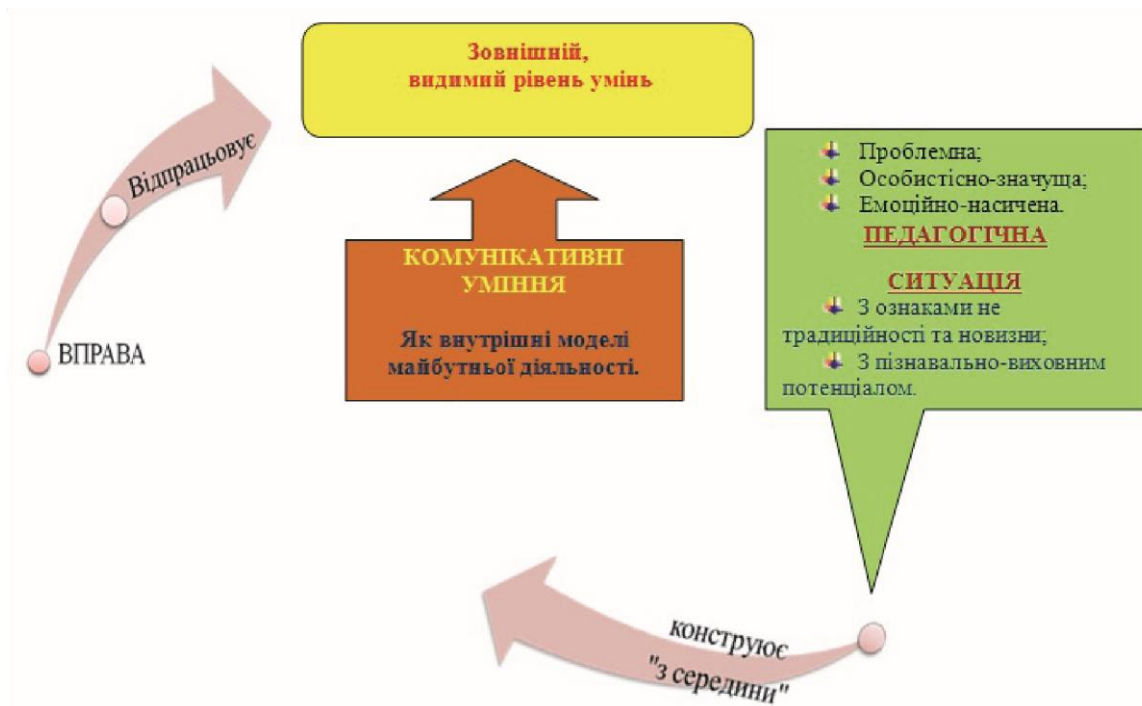 Зовнішній,
видимий рівень умінь
Відпрацьовує
ВПРАВА
КОМУНІКАТИВНІ
УМІННЯ
Як внутрішні моделі
майбутньої діяльності.
Проблемна;
Особистісно-значуща;
Емоційно-насичена.
ПЕДАГОГІЧНА
СИТУАЦІЯ
З ознаками не
традиційності та новизни;
З пізнавально-виховним
потенціалом.
конструює
"з середини"